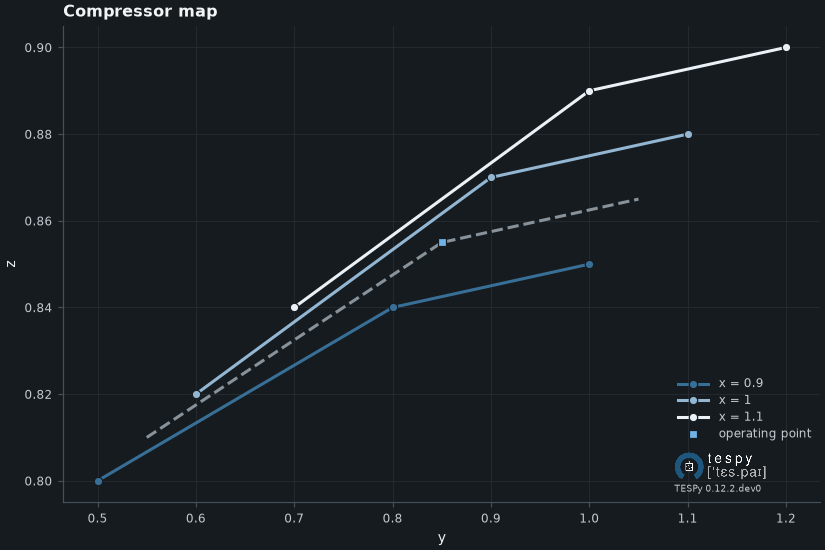 Compressor map
0.90
0.88
0.86
0.84
0.82
0.80
z
0.5 0.6 0.7 0.8 0.9 1.0 1.1 1.2
y
x = 0.9
x = 1
x = 1.1
operating point
tespy
['tɛs.paɪ]
TESPy 0.12.2.dev0